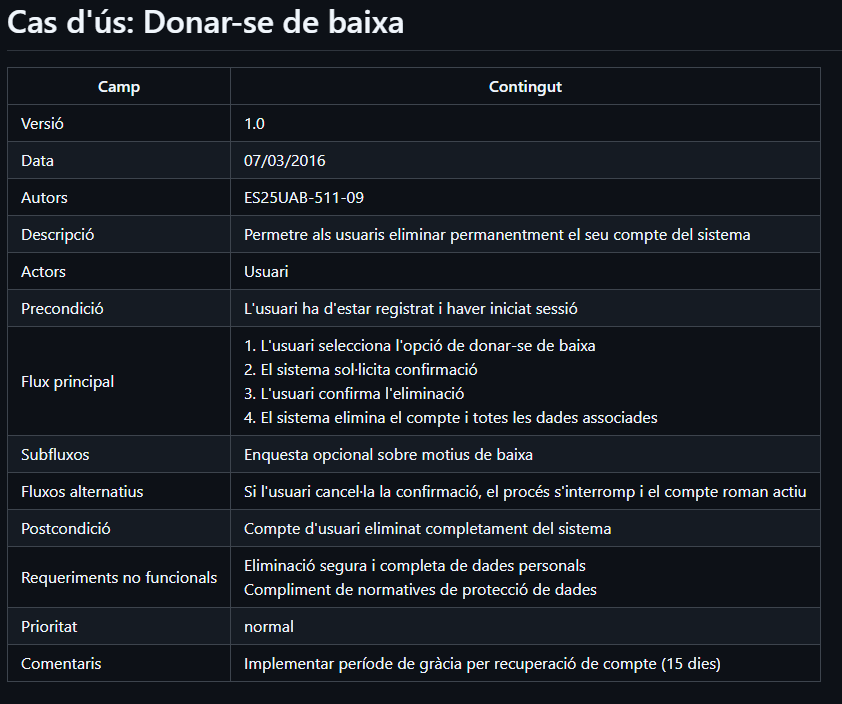 Cas d'ús: Donar-se de baixa
Camp Contingut
Versió 1.0
Data 07/03/2016
Autors ES25UAB-511-09
Descripció Permetre als usuaris eliminar permanentment el seu compte del sistema
Actors Usuari
Precondició L'usuari ha d'estar registrat i haver iniciat sessió
Flux principal
1. L'usuari selecciona l'opció de donar-se de baixa
2. El sistema sol·licita confirmació
3. L'usuari confirma l'eliminació
4. El sistema elimina el compte i totes les dades associades
Subfluxos Enquesta opcional sobre motius de baixa
Fluxos alternatius Si l'usuari cancel·la la confirmació, el procés s'interromp i el compte roman actiu
Postcondició Compte d'usuari eliminat completament del sistema
Requeriments no funcionals
Eliminació segura i completa de dades personals
Compliment de normatives de protecció de dades
Prioritat normal
Comentaris Implementar període de gràcia per recuperació de compte (15 dies)